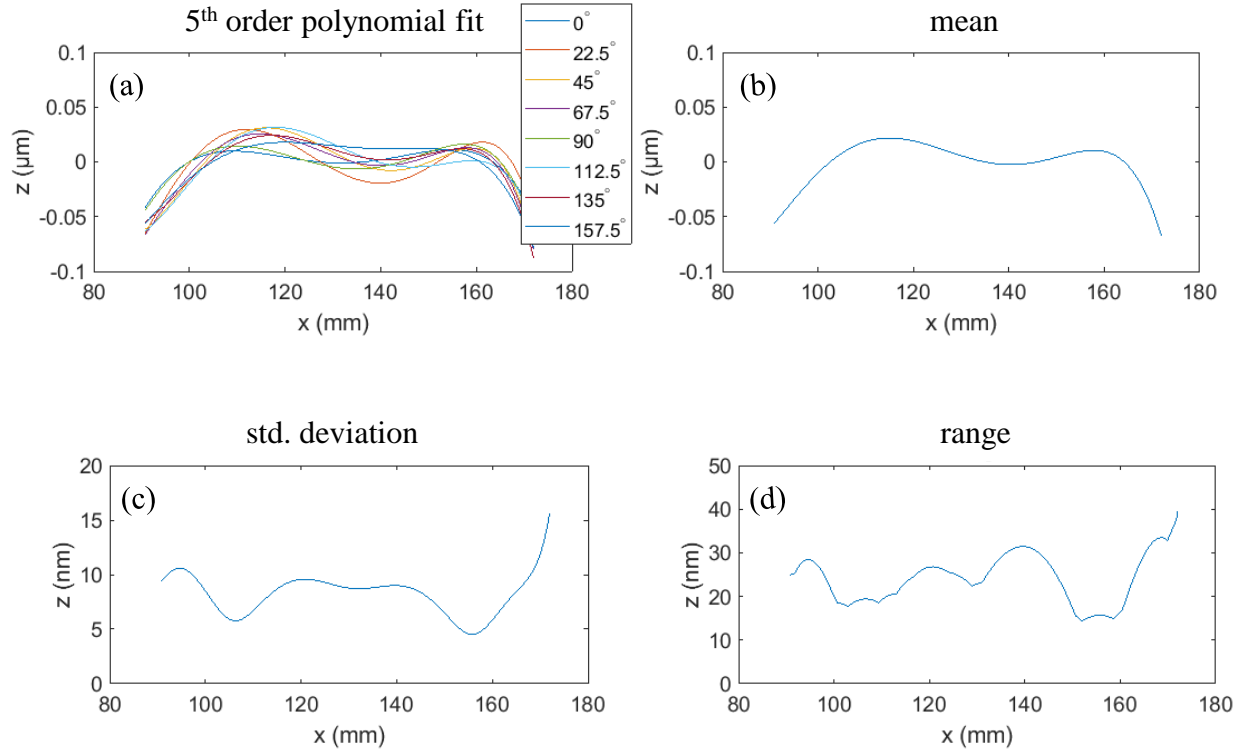 5th order polynomial fit
(a)
0.1
0.05
0
-0.05
-0.1
z (µm)
80 100 120 140 160 180
x (mm)
0°
22.5°
45°
67.5°
90°
112.5°
135°
157.5°
mean
(b)
0.1
0.05
0
-0.05
-0.1
z (µm)
80 100 120 140 160 180
x (mm)
std. deviation
(c)
20
15
10
5
0
z (nm)
80 100 120 140 160 180
x (mm)
range
(d)
50
40
30
20
10
0
z (nm)
80 100 120 140 160 180
x (mm)